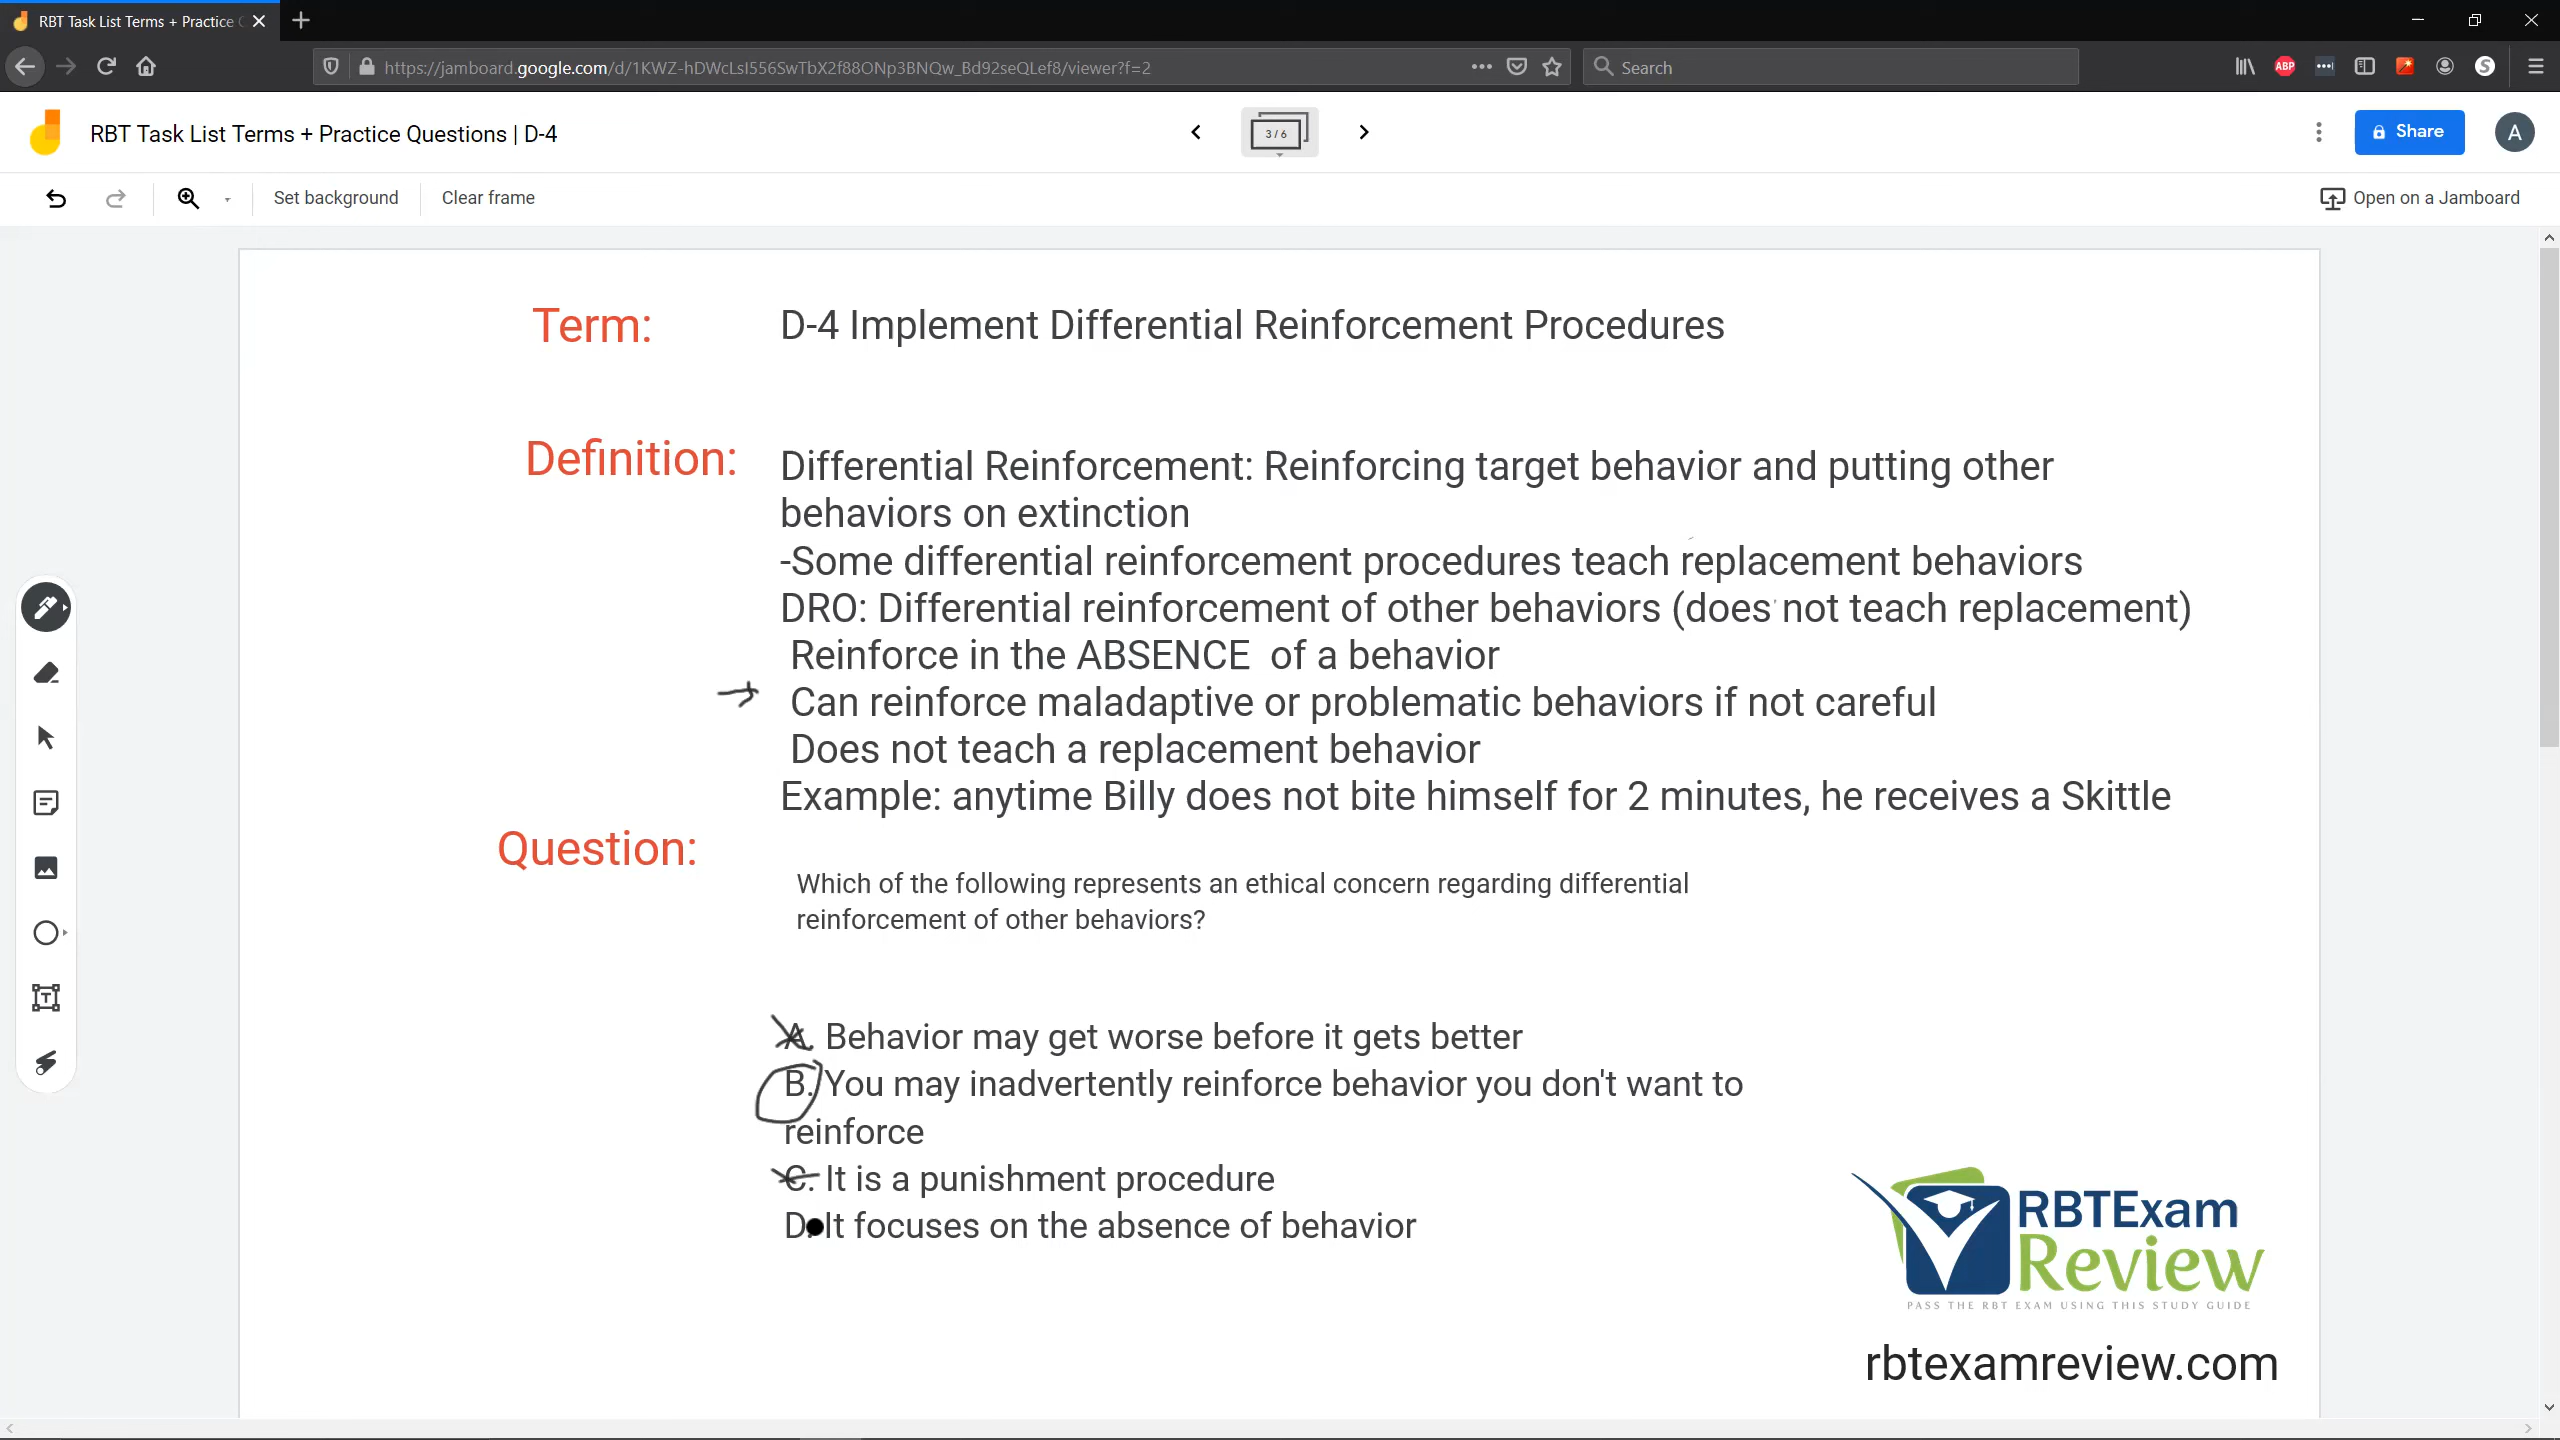 RBT Task List Terms + Practice
https://jamboard.google.com/d/1KWZ-hDWcLsI556SwTbX2f88ONp3BNQw_Bd92seQLef8/viewer?f=2
Search
ABP
S
RBT Task List Terms + Practice Questions | D-4
3 / 6
Share
A
Set background
Clear frame
Open on a Jamboard
Term:
D-4 Implement Differential Reinforcement Procedures
Definition:
Differential Reinforcement: Reinforcing target behavior and putting other
behaviors on extinction
-Some differential reinforcement procedures teach replacement behaviors
DRO: Differential reinforcement of other behaviors (does not teach replacement)
Reinforce in the ABSENCE of a behavior
Can reinforce maladaptive or problematic behaviors if not careful
Does not teach a replacement behavior
Example: anytime Billy does not bite himself for 2 minutes, he receives a Skittle
Question:
Which of the following represents an ethical concern regarding differential
reinforcement of other behaviors?
A. Behavior may get worse before it gets better
B. You may inadvertently reinforce behavior you don't want to
reinforce
C. It is a punishment procedure
D. It focuses on the absence of behavior
RBTExam
Review
PASS THE RBT EXAM USING THIS STUDY GUIDE
rbtexamreview.com